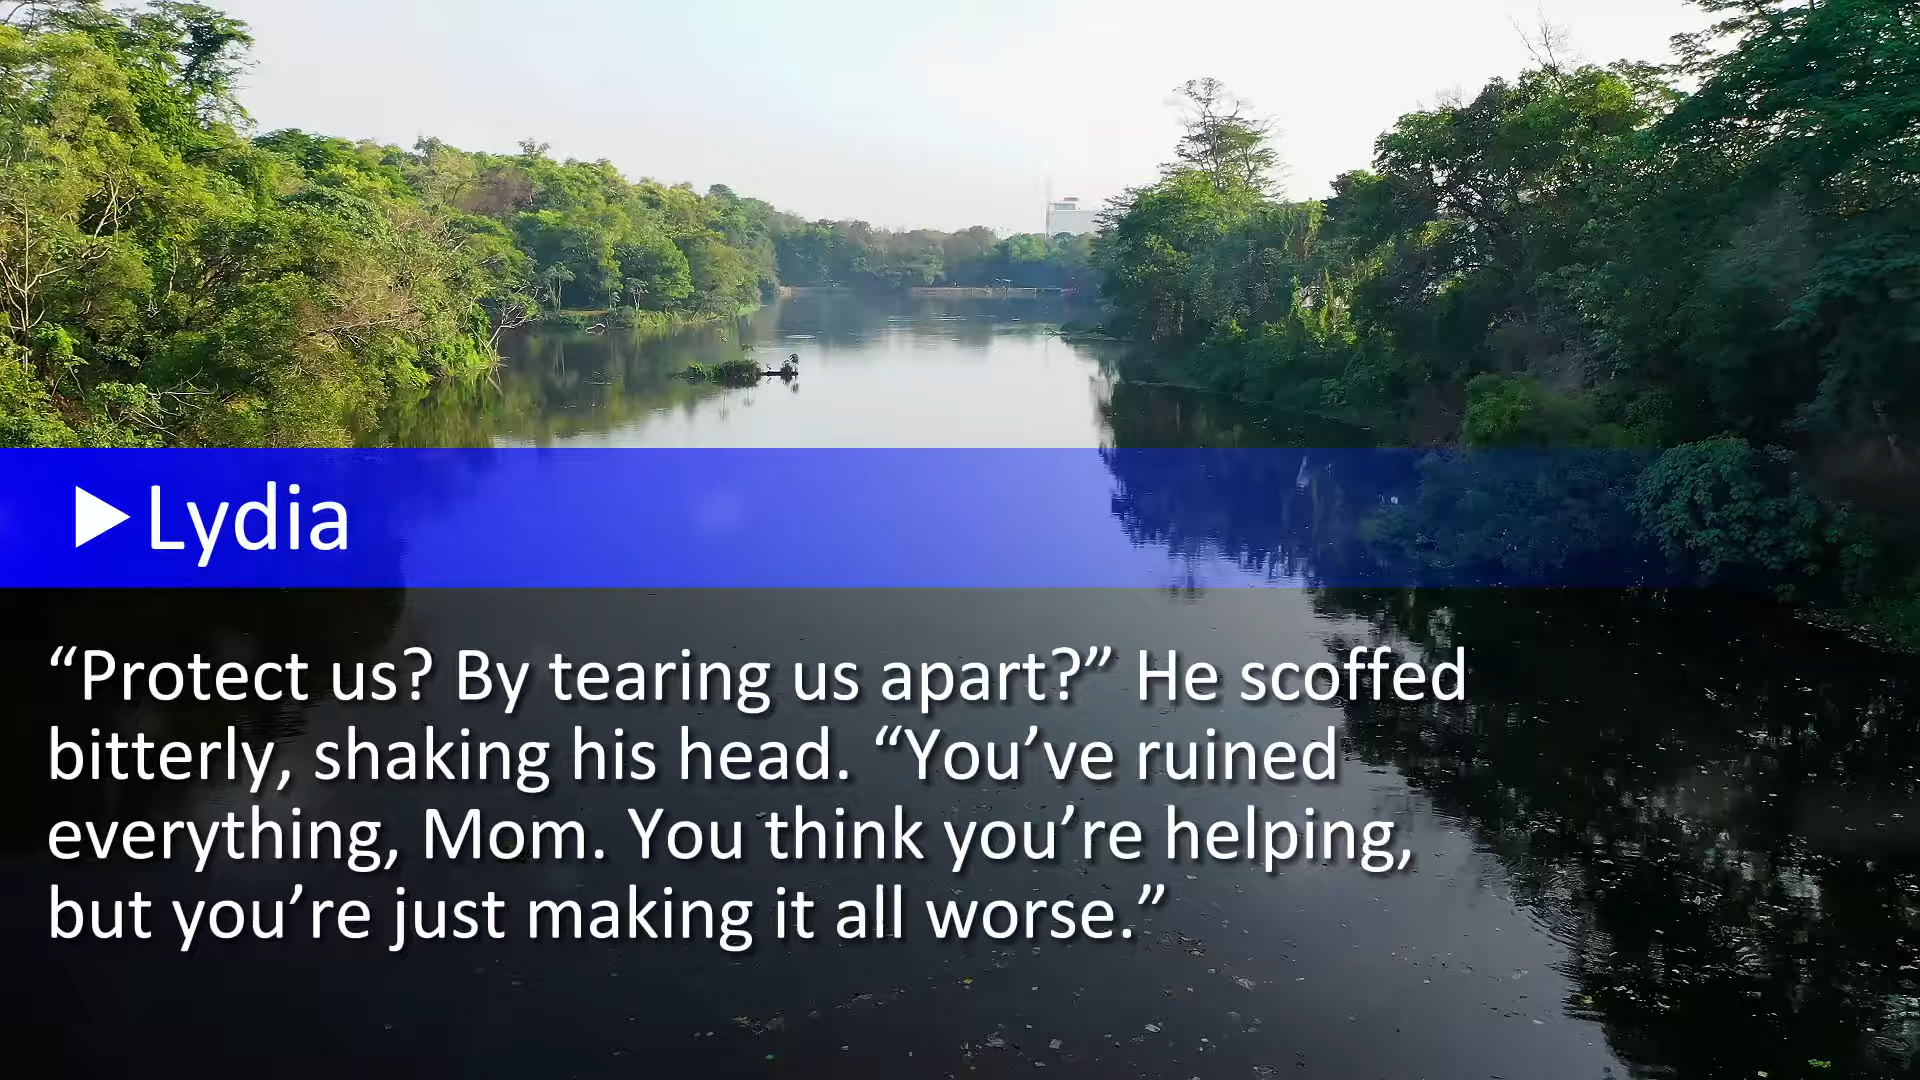 Lydia
“Protect us? By tearing us apart?” He scoffed
bitterly, shaking his head. “You’ve ruined
everything, Mom. You think you’re helping,
but you’re just making it all worse.”